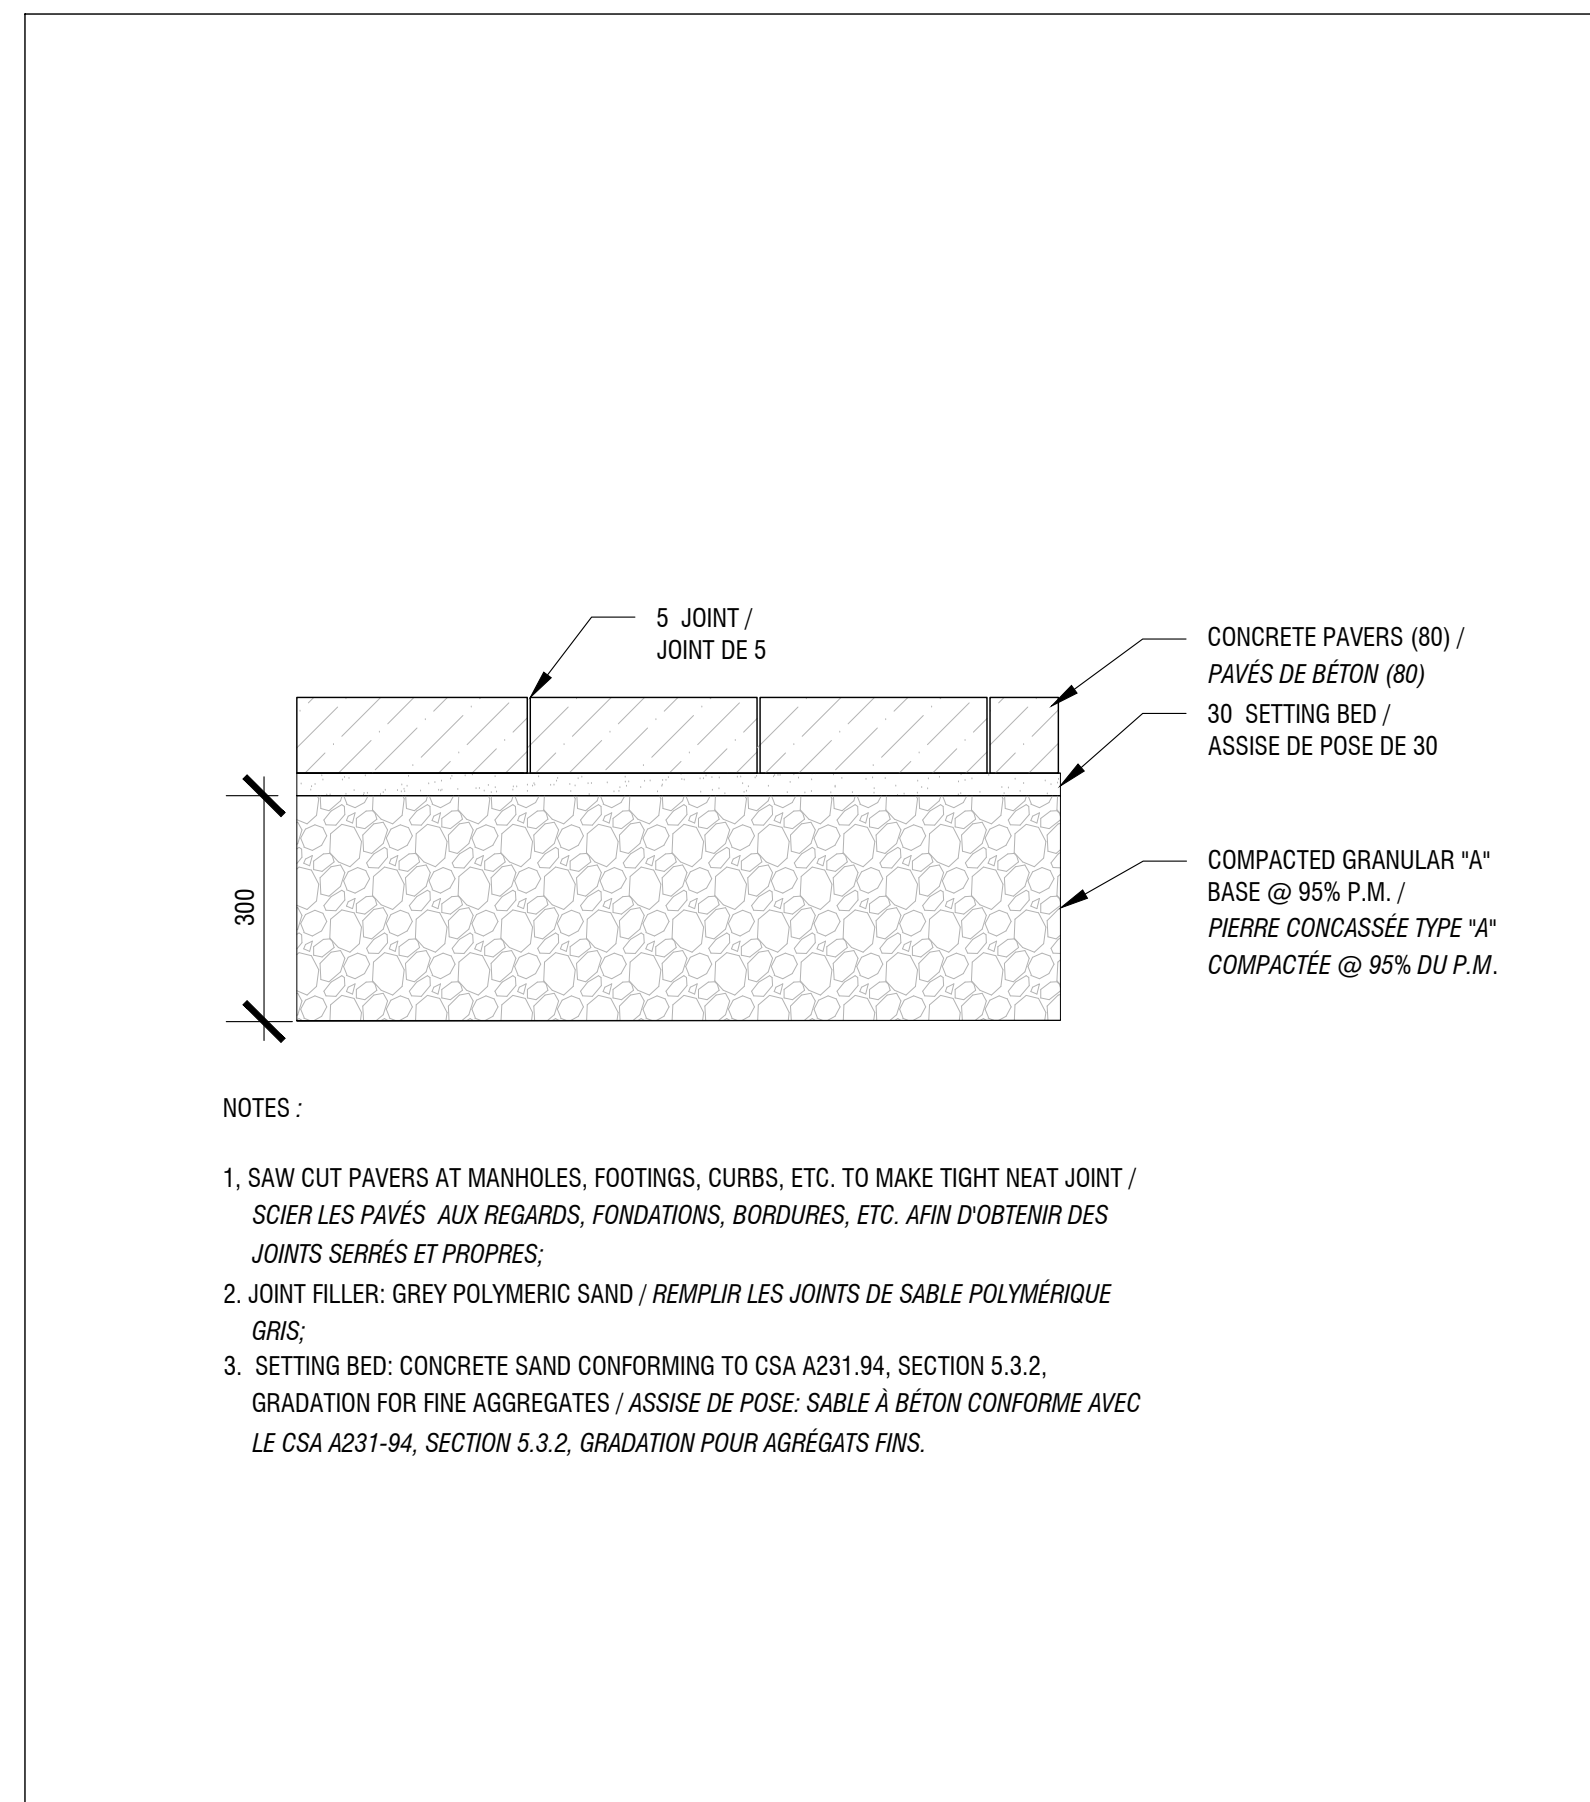 5 JOINT /
JOINT DE 5
CONCRETE PAVERS (80) /
PAVÉS DE BÉTON (80)
30 SETTING BED /
ASSISE DE POSE DE 30
300
COMPACTED GRANULAR "A"
BASE @ 95% P.M. /
PIERRE CONCASSÉE TYPE "A"
COMPACTÉE @ 95% DU P.M.
NOTES :
1, SAW CUT PAVERS AT MANHOLES, FOOTINGS, CURBS, ETC. TO MAKE TIGHT NEAT JOINT /
SCIER LES PAVÉS AUX REGARDS, FONDATIONS, BORDURES, ETC. AFIN D'OBTENIR DES
JOINTS SERRÉS ET PROPRES;
2. JOINT FILLER: GREY POLYMERIC SAND / REMPLIR LES JOINTS DE SABLE POLYMÉRIQUE
GRIS;
3. SETTING BED: CONCRETE SAND CONFORMING TO CSA A231.94, SECTION 5.3.2,
GRADATION FOR FINE AGGREGATES / ASSISE DE POSE: SABLE À BÉTON CONFORME AVEC
LE CSA A231-94, SECTION 5.3.2, GRADATION POUR AGRÉGATS FINS.